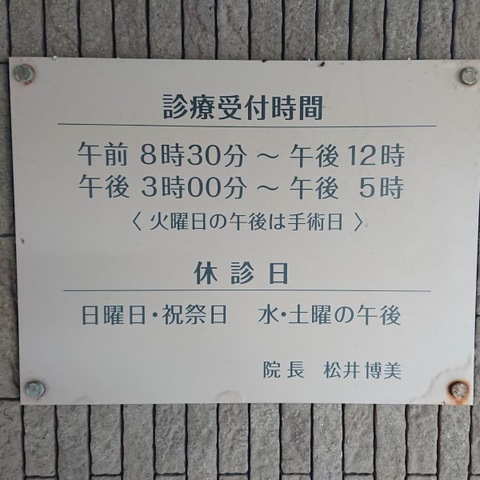 診療受付時間
午前 8時30分 ～ 午後 12時
午後 3時00分 ～ 午後 5時
〈 火曜日の午後は手術日 〉
休診日
日曜日・祝祭日 水・土曜の午後
院長 松井博美